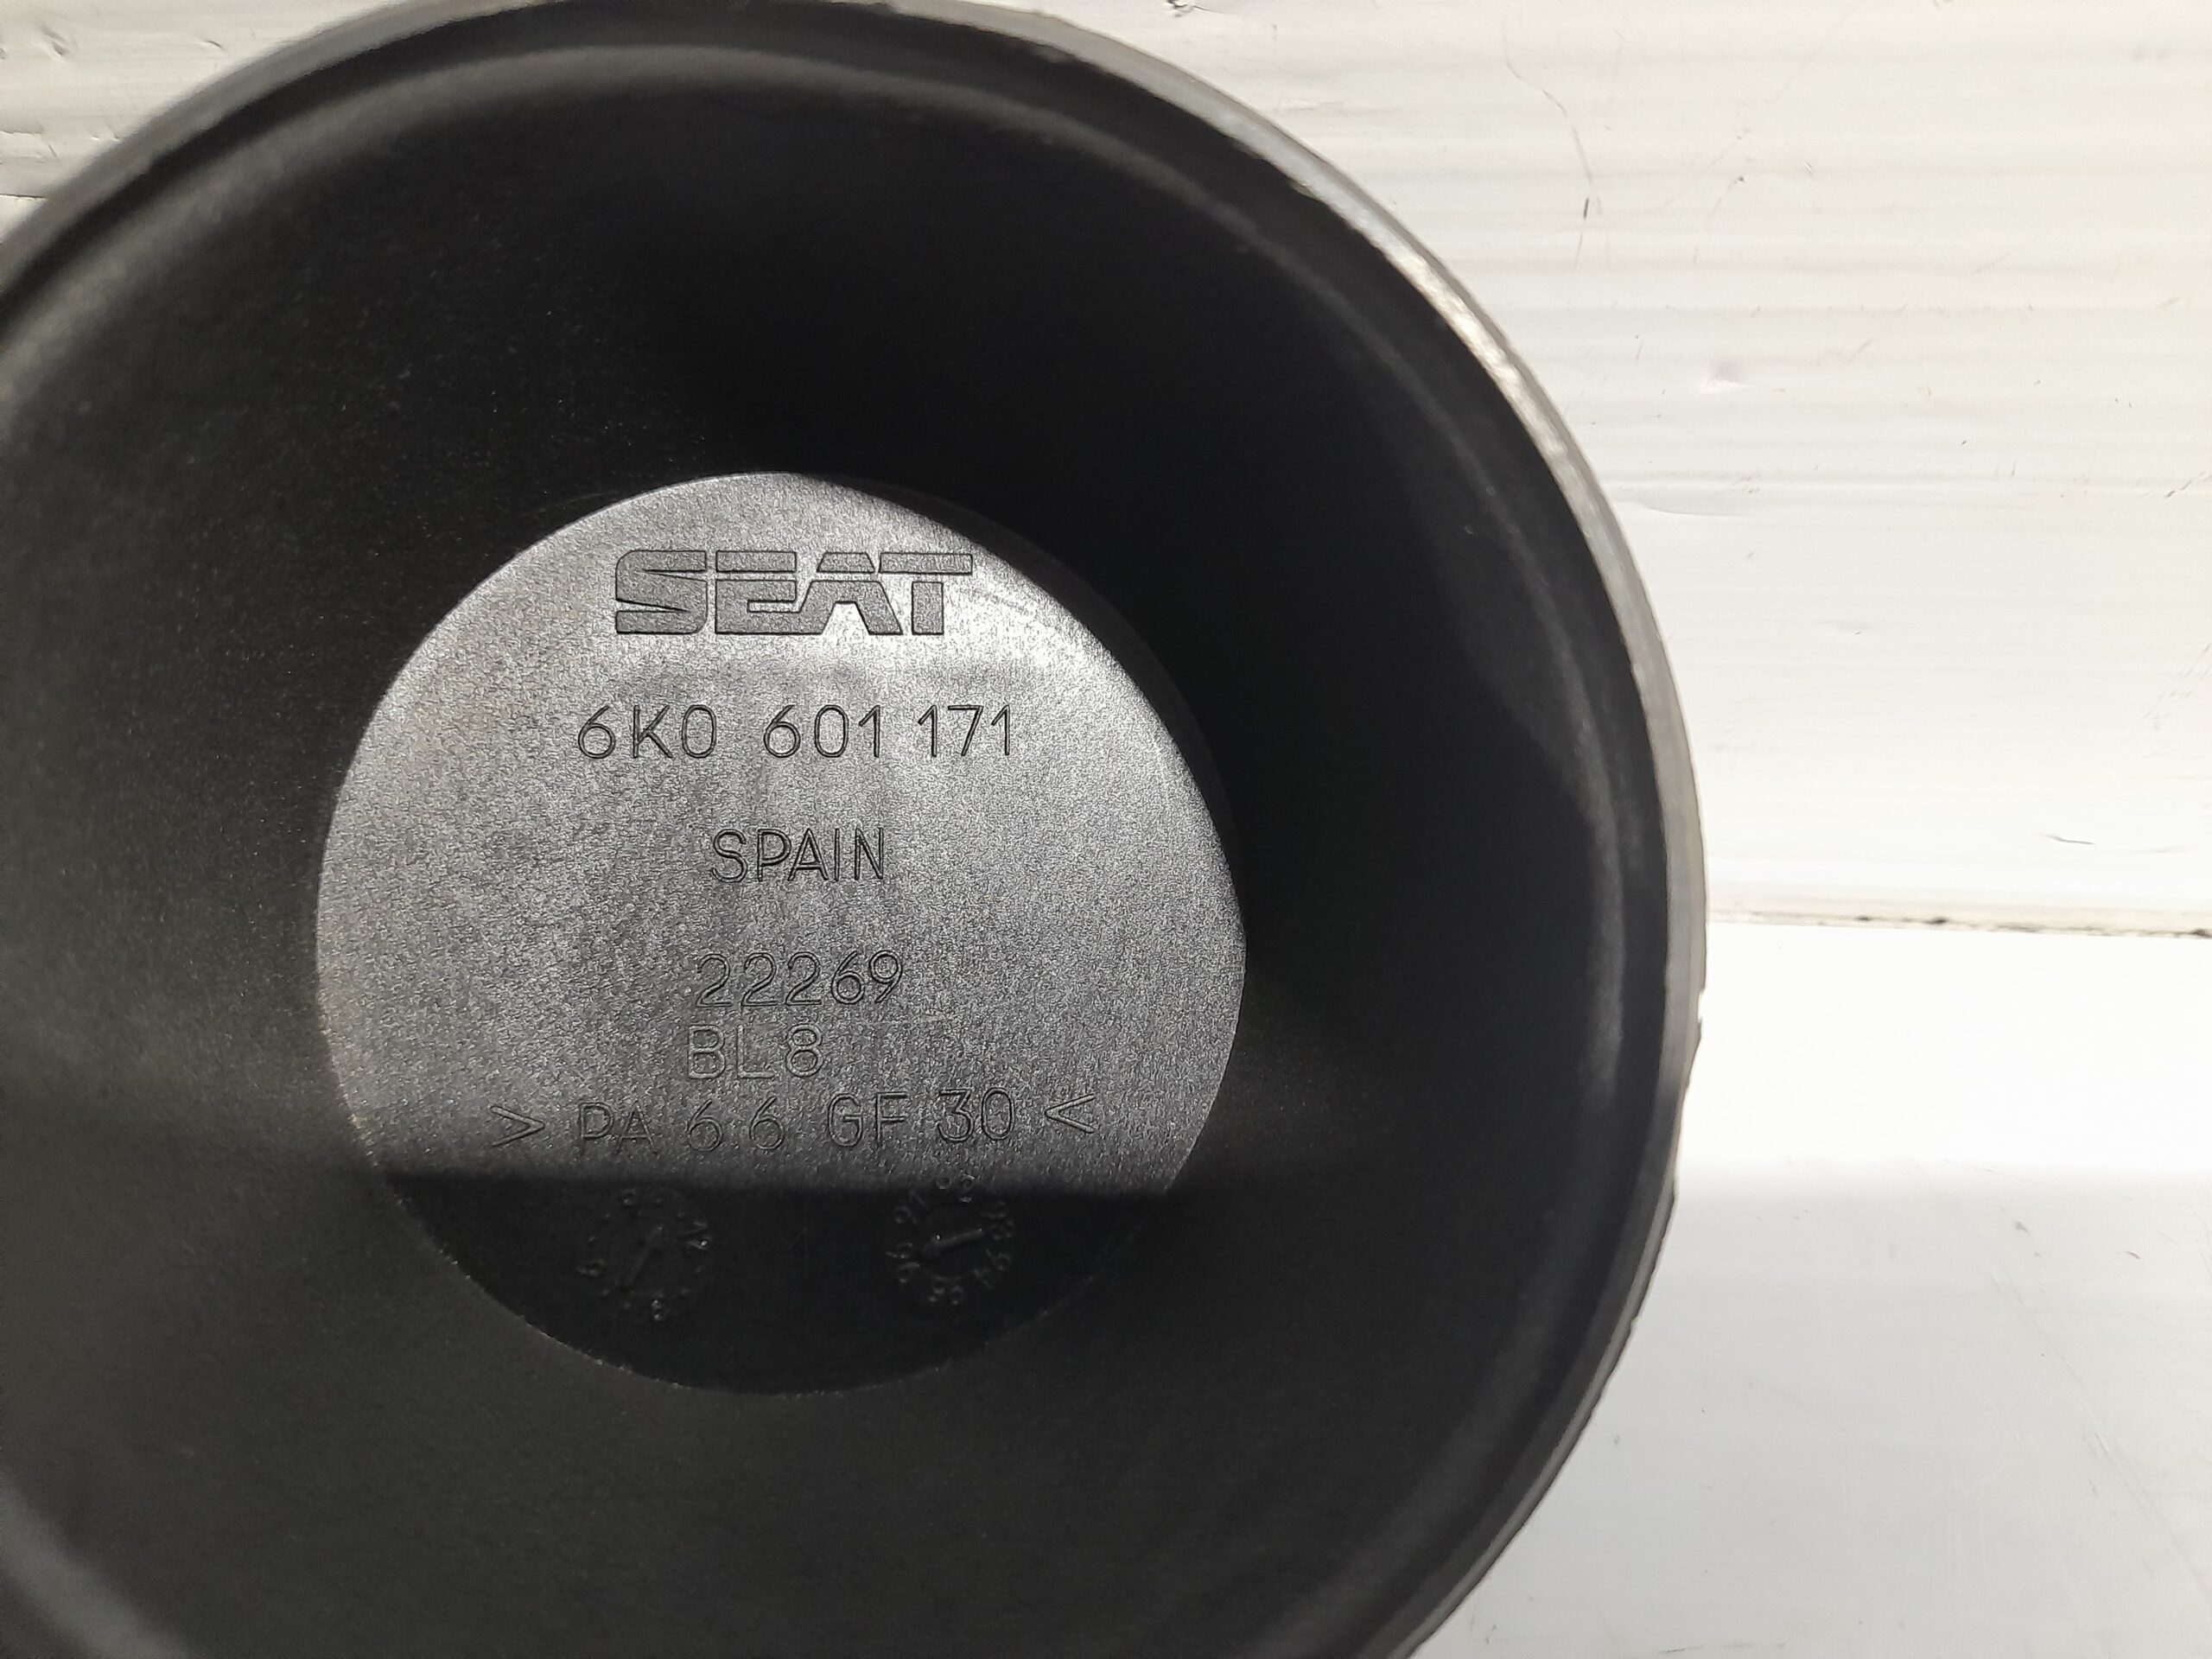 SEAT
6K0 601 171
SPAIN
22269
BL8
> PA 6 6 GF 30 <